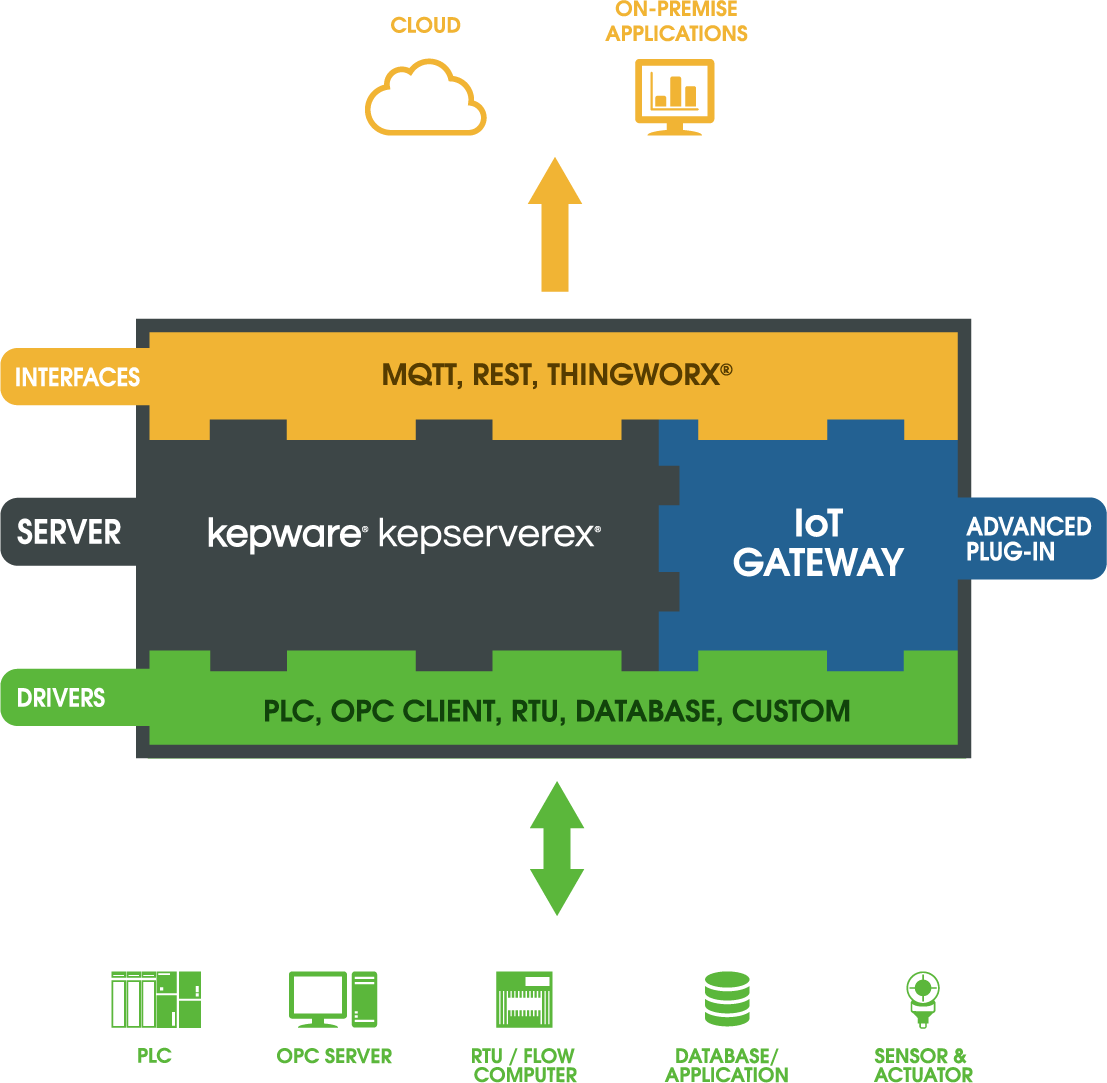 CLOUD
ON-PREMISE
APPLICATIONS
INTERFACES
MQTT, REST, THINGWORX®
SERVER
kepware® kepserverex®
IoT
GATEWAY
ADVANCED
PLUG-IN
DRIVERS
PLC, OPC CLIENT, RTU, DATABASE, CUSTOM
PLC
OPC SERVER
RTU / FLOW
COMPUTER
DATABASE/
APPLICATION
SENSOR &
ACTUATOR